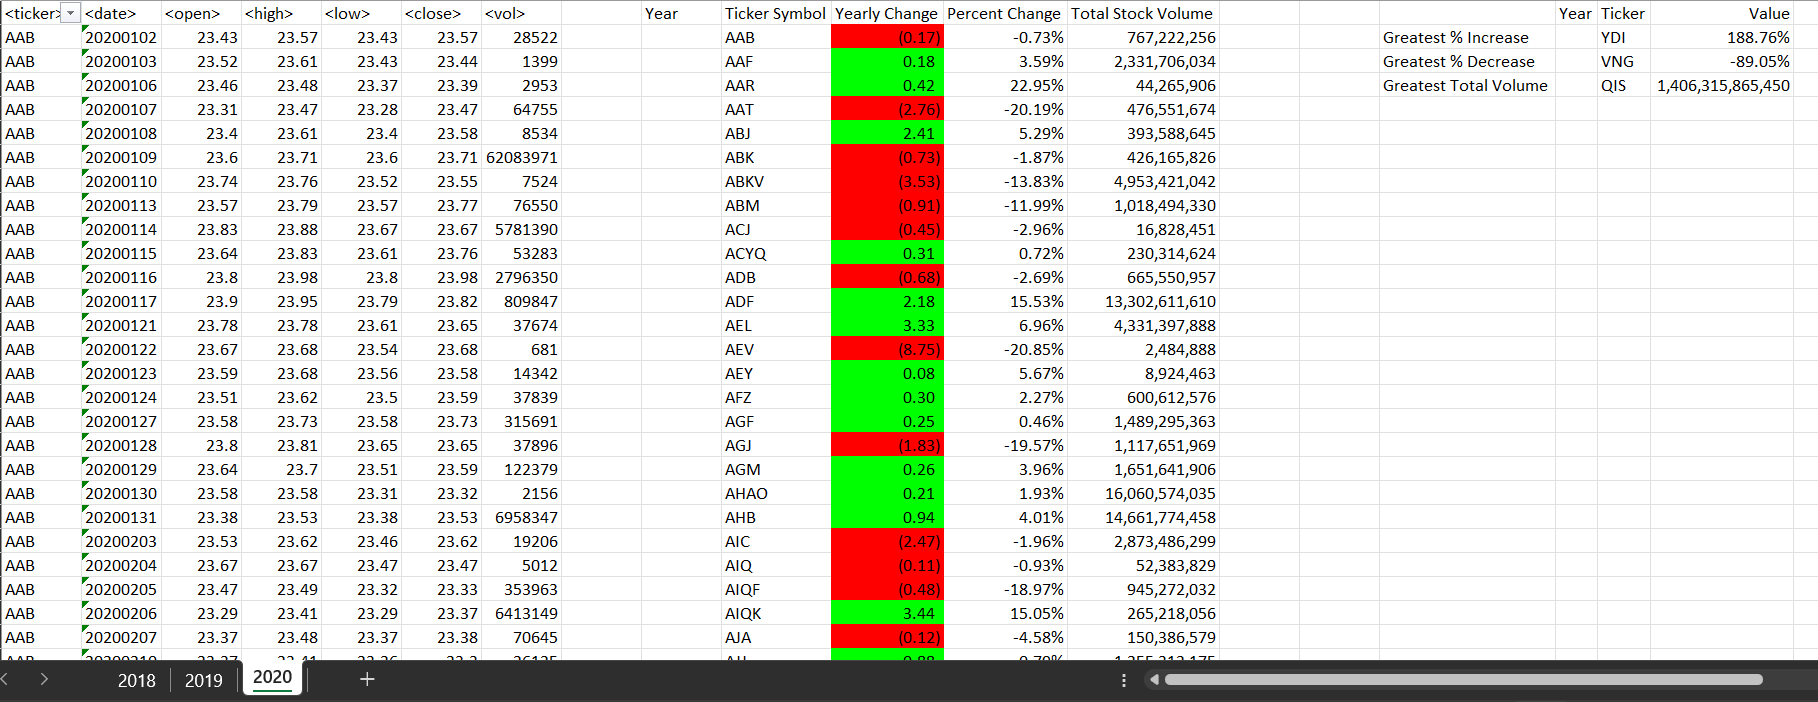 <ticker> <date> <open> <high> <low> <close> <vol> Year Ticker Symbol Yearly Change Percent Change Total Stock Volume Year Ticker Value
AAB 20200102 23.43 23.57 23.43 23.57 28522 AAB (0.17) -0.73% 767,222,256 Greatest % Increase YDI 188.76%
AAB 20200103 23.52 23.61 23.43 23.44 1399 AAF 0.18 3.59% 2,331,706,034 Greatest % Decrease VNG -89.05%
AAB 20200106 23.46 23.48 23.37 23.39 2953 AAR 0.42 22.95% 44,265,906 Greatest Total Volume QIS 1,406,315,865,450
AAB 20200107 23.31 23.47 23.28 23.47 64755 AAT (2.76) -20.19% 476,551,674
AAB 20200108 23.4 23.61 23.4 23.58 8534 ABJ 2.41 5.29% 393,588,645
AAB 20200109 23.6 23.71 23.6 23.71 62083971 ABK (0.73) -1.87% 426,165,826
AAB 20200110 23.74 23.76 23.52 23.55 7524 ABKV (3.53) -13.83% 4,953,421,042
AAB 20200113 23.57 23.79 23.57 23.77 76550 ABM (0.91) -11.99% 1,018,494,330
AAB 20200114 23.83 23.88 23.67 23.67 5781390 ACJ (0.45) -2.96% 16,828,451
AAB 20200115 23.64 23.83 23.61 23.76 53283 ACYQ 0.31 0.72% 230,314,624
AAB 20200116 23.8 23.98 23.8 23.98 2796350 ADB (0.68) -2.69% 665,550,957
AAB 20200117 23.9 23.95 23.79 23.82 809847 ADF 2.18 15.53% 13,302,611,610
AAB 20200121 23.78 23.78 23.61 23.65 37674 AEL 3.33 6.96% 4,331,397,888
AAB 20200122 23.67 23.68 23.54 23.68 681 AEV (8.75) -20.85% 2,484,888
AAB 20200123 23.59 23.68 23.56 23.58 14342 AEY 0.08 5.67% 8,924,463
AAB 20200124 23.51 23.62 23.5 23.59 37839 AFZ 0.30 2.27% 600,612,576
AAB 20200127 23.58 23.73 23.58 23.73 315691 AGF 0.25 0.46% 1,489,295,363
AAB 20200128 23.8 23.81 23.65 23.65 37896 AGJ (1.83) -19.57% 1,117,651,969
AAB 20200129 23.64 23.7 23.51 23.59 122379 AGM 0.26 3.96% 1,651,641,906
AAB 20200130 23.58 23.58 23.31 23.32 2156 AHAO 0.21 1.93% 16,060,574,035
AAB 20200131 23.38 23.53 23.38 23.53 6958347 AHB 0.94 4.01% 14,661,774,458
AAB 20200203 23.53 23.62 23.46 23.62 19206 AIC (2.47) -1.96% 2,873,486,299
AAB 20200204 23.67 23.67 23.47 23.47 5012 AIQ (0.11) -0.93% 52,383,829
AAB 20200205 23.47 23.49 23.32 23.33 353963 AIQF (0.48) -18.97% 945,272,032
AAB 20200206 23.29 23.41 23.29 23.37 6413149 AIQK 3.44 15.05% 265,218,056
AAB 20200207 23.37 23.48 23.37 23.38 70645 AJA (0.12) -4.58% 150,386,579
2018 2019 2020